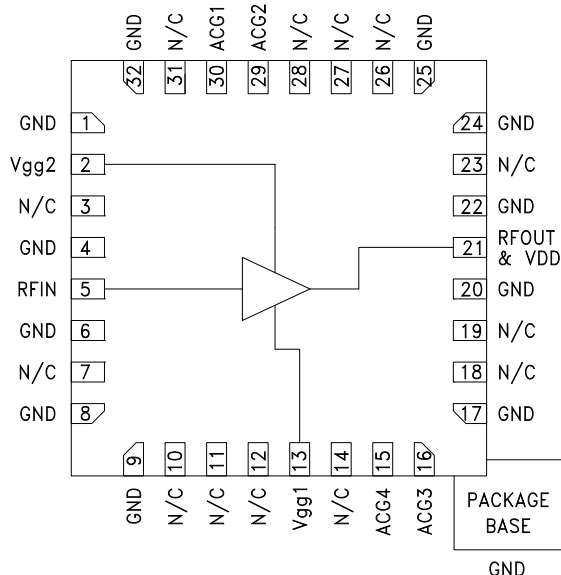 GND
N/C
ACG1
ACG2
N/C
N/C
N/C
GND
32
31
30
29
28
27
26
25
GND 1
Vgg2 2
N/C 3
GND 4
RFIN 5
GND 6
N/C 7
GND 8
24 GND
23 N/C
22 GND
21 RFOUT
& VDD
20 GND
19 N/C
18 N/C
17 GND
9
10
11
12
13
14
15
16
GND
N/C
N/C
N/C
Vgg1
N/C
ACG4
ACG3
PACKAGE
BASE
GND